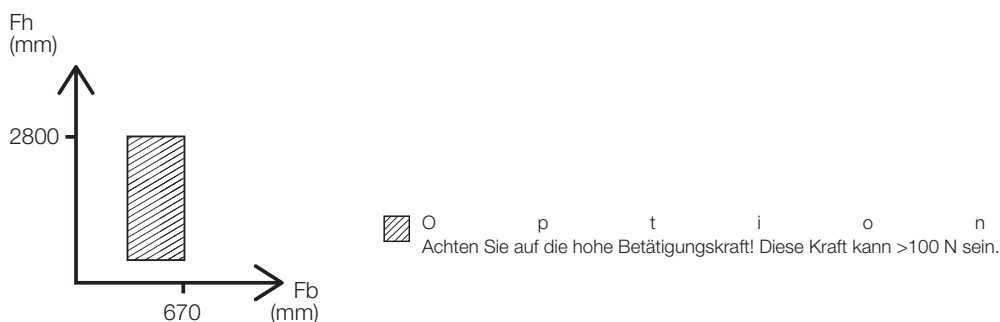 Fh
(mm)
2800
670
Fb
(mm)
O p t i o n
Achten Sie auf die hohe Betätigungskraft! Diese Kraft kann >100 N sein.